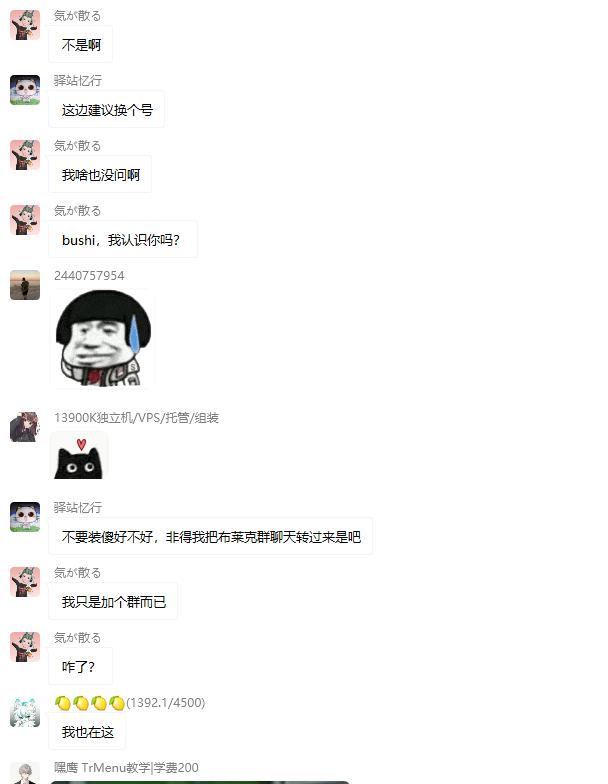 気が散る
不是啊
驿站忆行
这边建议换个号
気が散る
我啥也没问啊
気が散る
bushi，我认识你吗？
2440757954
13900K独立机/VPS/托管/组装
驿站忆行
不要装傻好不好，非得我把布莱克群聊天转过来是吧
気が散る
我只是加个群而已
気が散る
咋了？
🍋🍋🍋🍋(1392.1/4500)
我也在这
嘿鹰 TrMenu教学|学费200